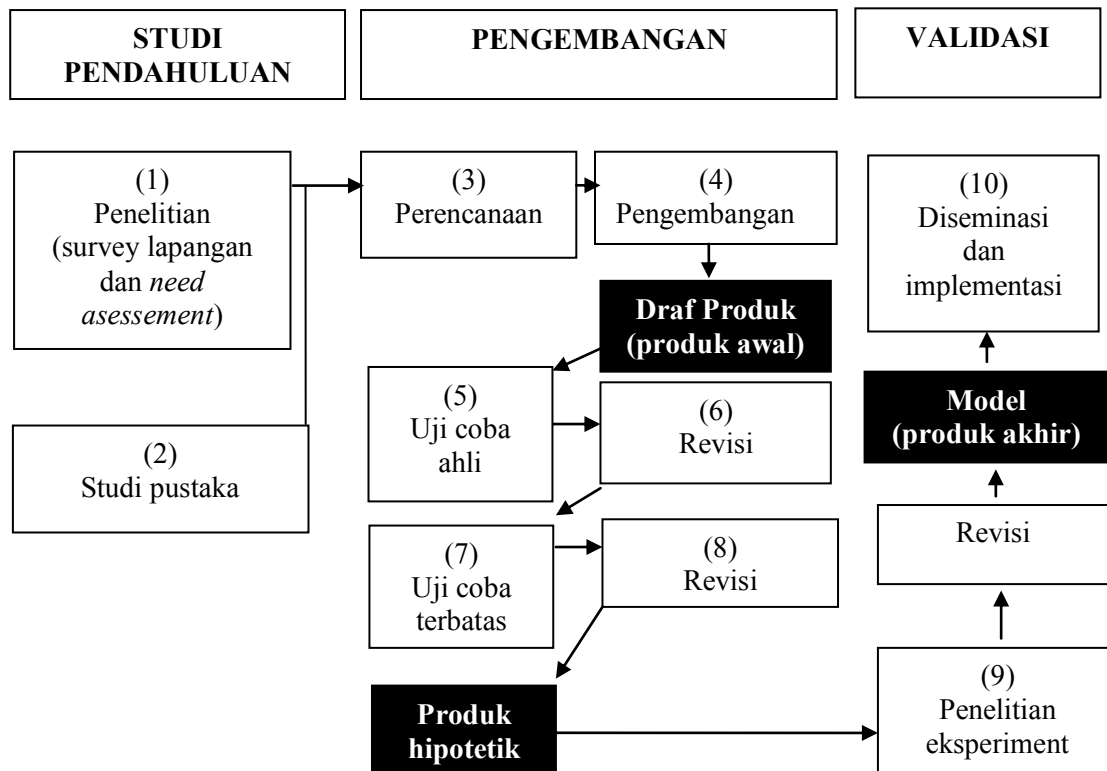 STUDI
PENDAHULUAN
PENGEMBANGAN
VALIDASI
(1)
Penelitian
(survey lapangan
dan need
asessement)
(2)
Studi pustaka
(3)
Perencanaan
(4)
Pengembangan
Draf Produk
(produk awal)
(5)
Uji coba
ahli
(6)
Revisi
(7)
Uji coba
terbatas
(8)
Revisi
Produk
hipotetik
(9)
Penelitian
eksperiment
Revisi
Model
(produk akhir)
(10)
Diseminasi
dan
implementasi